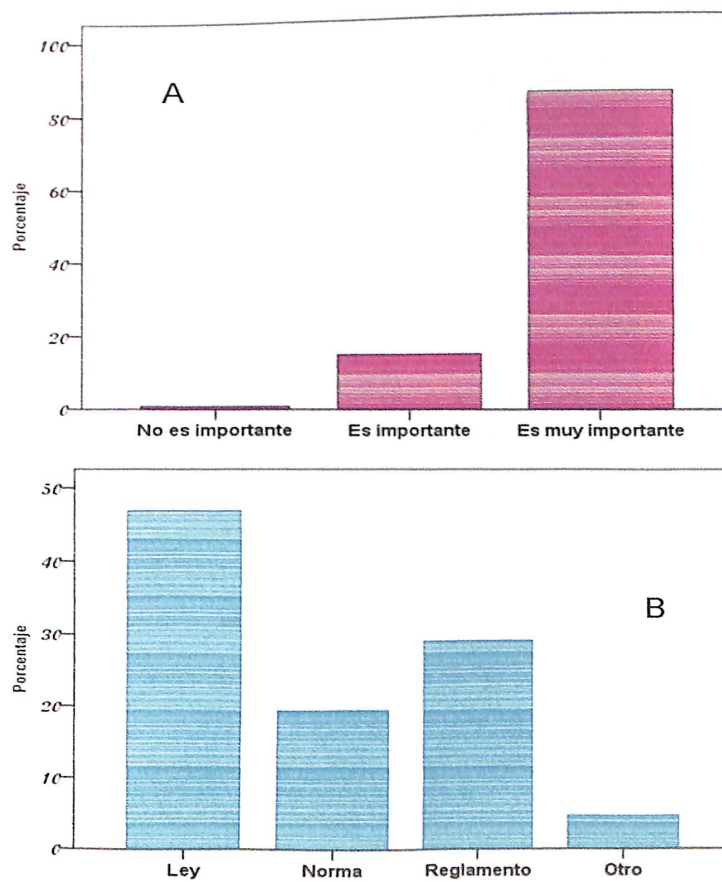 100
A
80
60
40
20
0
Porcentaje
No es importante
Es importante
Es muy importante
50
40
30
20
10
0
B
Porcentaje
Ley
Norma
Reglamento
Otro